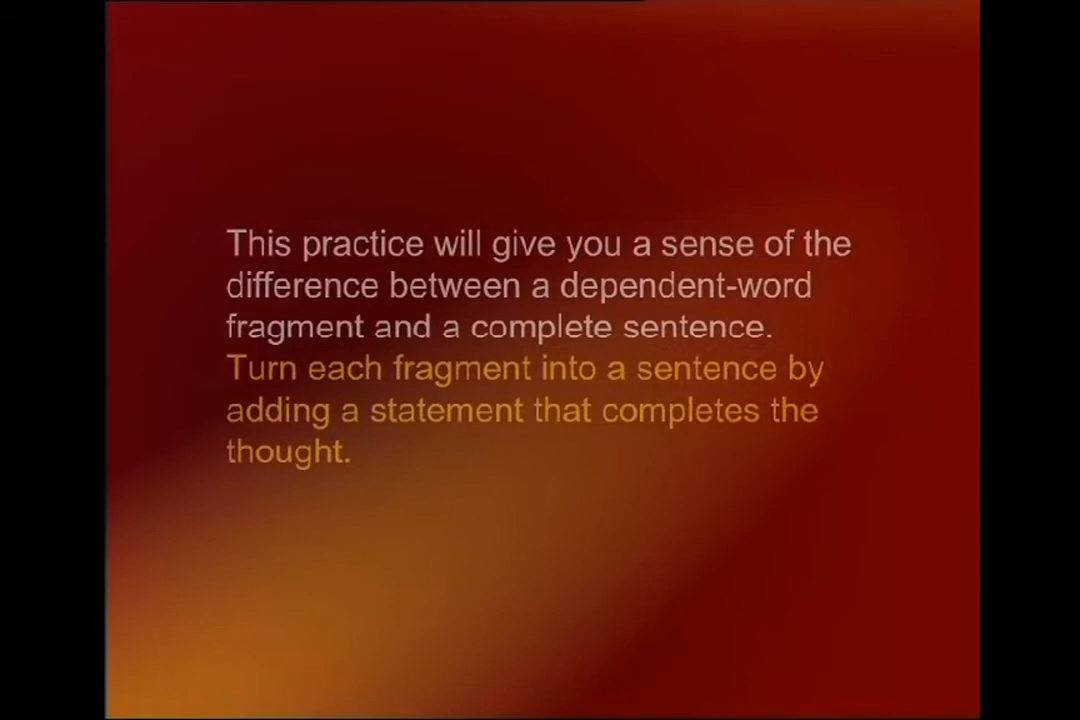 This practice will give you a sense of the
difference between a dependent-word
fragment and a complete sentence.
Turn each fragment into a sentence by
adding a statement that completes the
thought.